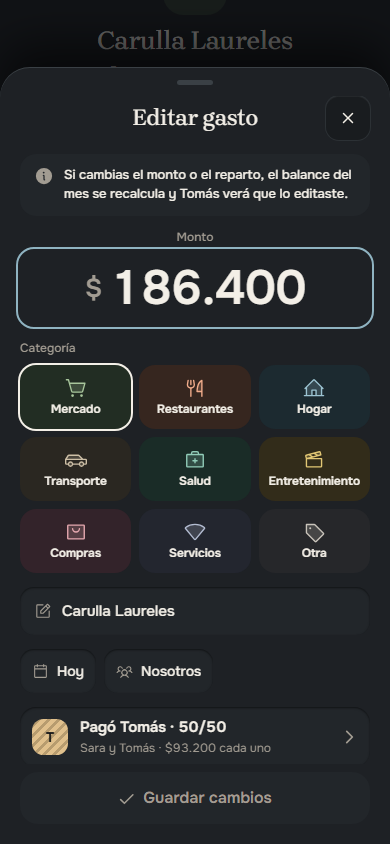 Carulla Laureles
Editar gasto
Si cambias el monto o el reparto, el balance del
mes se recalcula y Tomás verá que lo editaste.
Monto
$ 186.400
Categoría
Mercado
Restaurantes
Hogar
Transporte
Salud
Entretenimiento
Compras
Servicios
Otra
Carulla Laureles
Hoy
Nosotros
T
Pagó Tomás · 50/50
Sara y Tomás · $93.200 cada uno
Guardar cambios